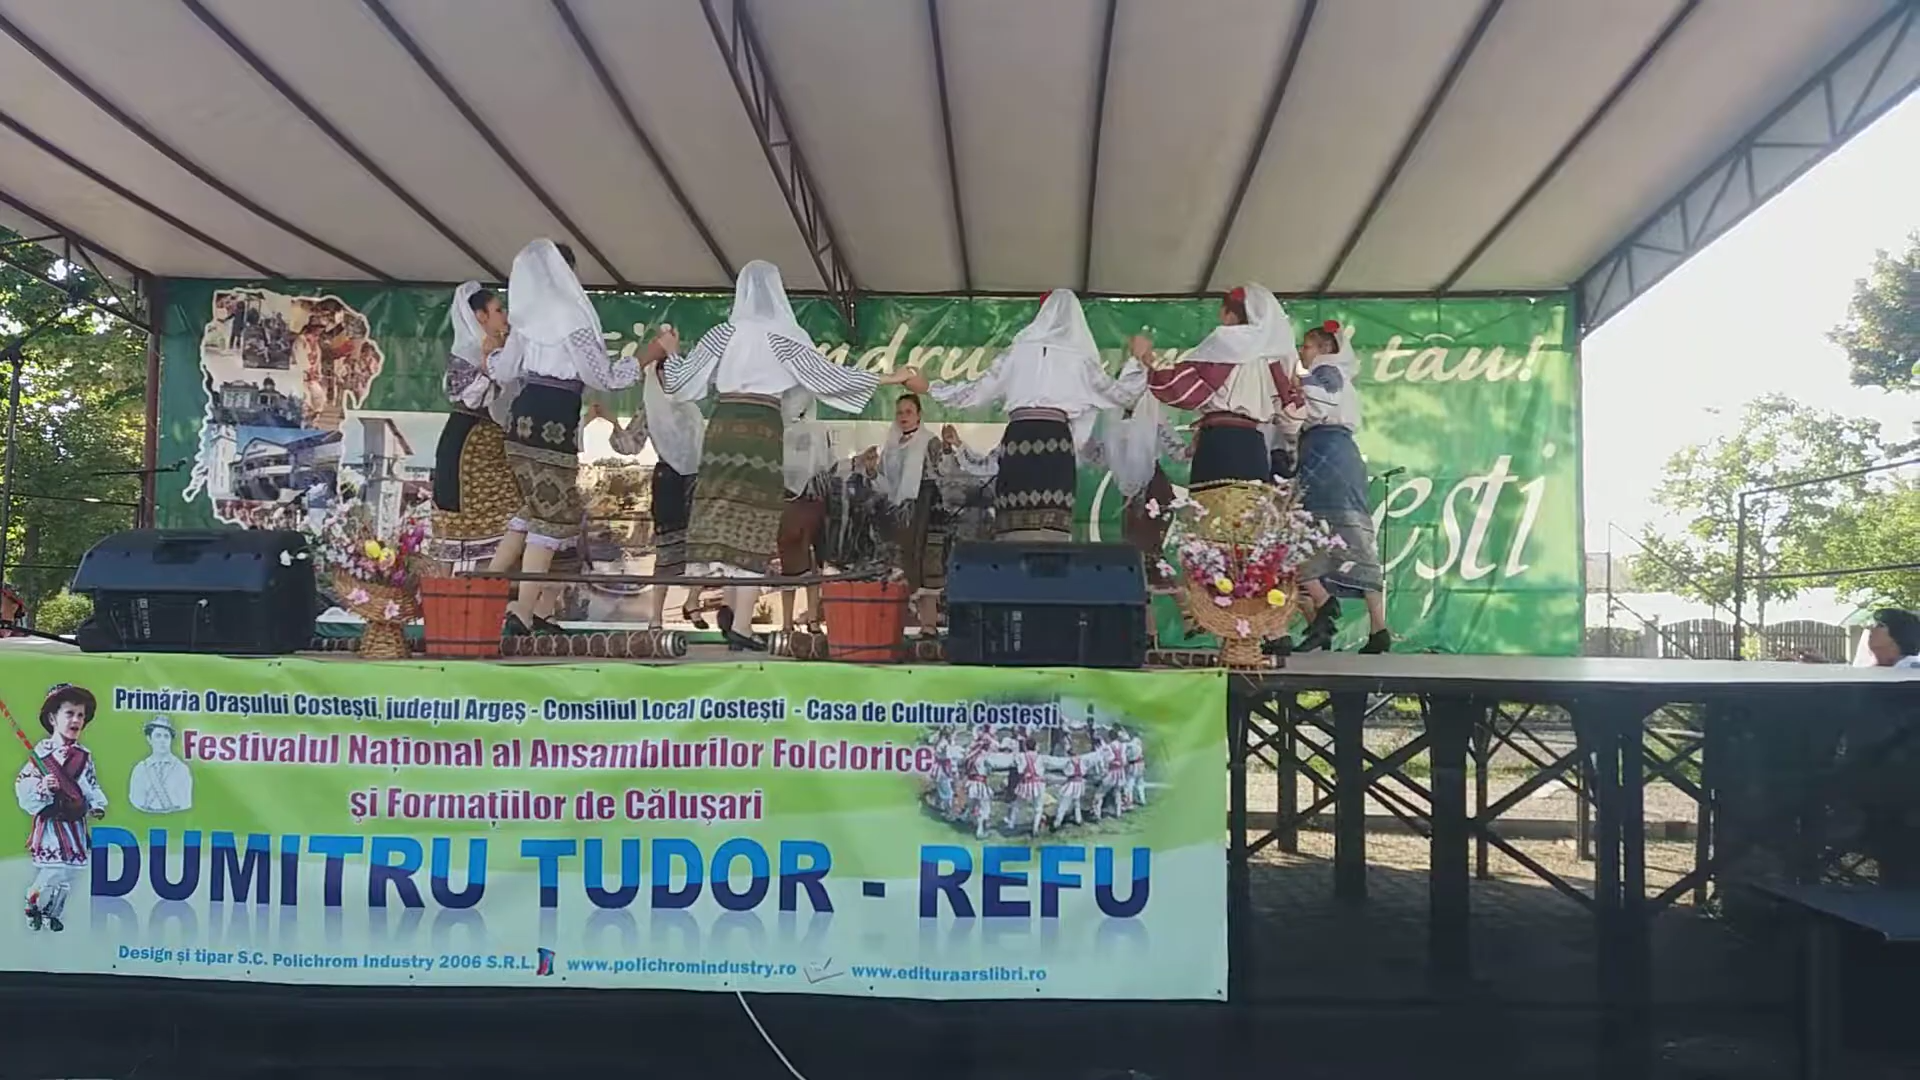 tău!
Primăria Orașului Costești, județul Argeș - Consiliul Local Costești - Casa de Cultură Costești
Festivalul Național al Ansamblurilor Folclorice
și Formațiilor de Călușari
DUMITRU TUDOR - REFU
Design și tipar S.C. Polichrom Industry 2006 S.R.L. www.polichromindustry.ro www.edituraarslibri.ro